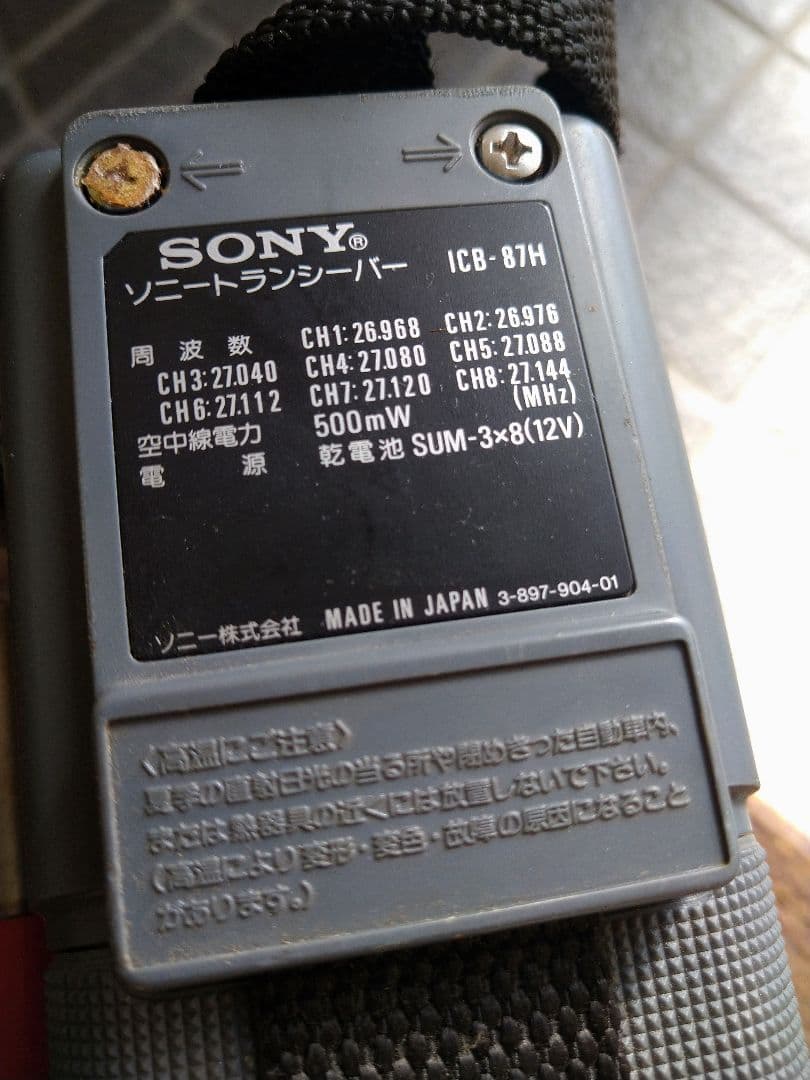 SONY®
ソニートランシーバー ICB-87H
周波数 CH1:26.968 CH2:26.976
CH3:27.040 CH4:27.080 CH5:27.088
CH6:27.112 CH7:27.120 CH8:27.144
(MHz)
空中線電力 500mW
電源 乾電池 SUM-3×8(12V)
ソニー株式会社 MADE IN JAPAN 3-897-904-01
〈高温にご注意〉
夏季の直射日光の当る所や閉めきった自動車内、
または熱器具の近くには放置しないで下さい。
(高温により変形・変色・故障の原因になること
があります。)